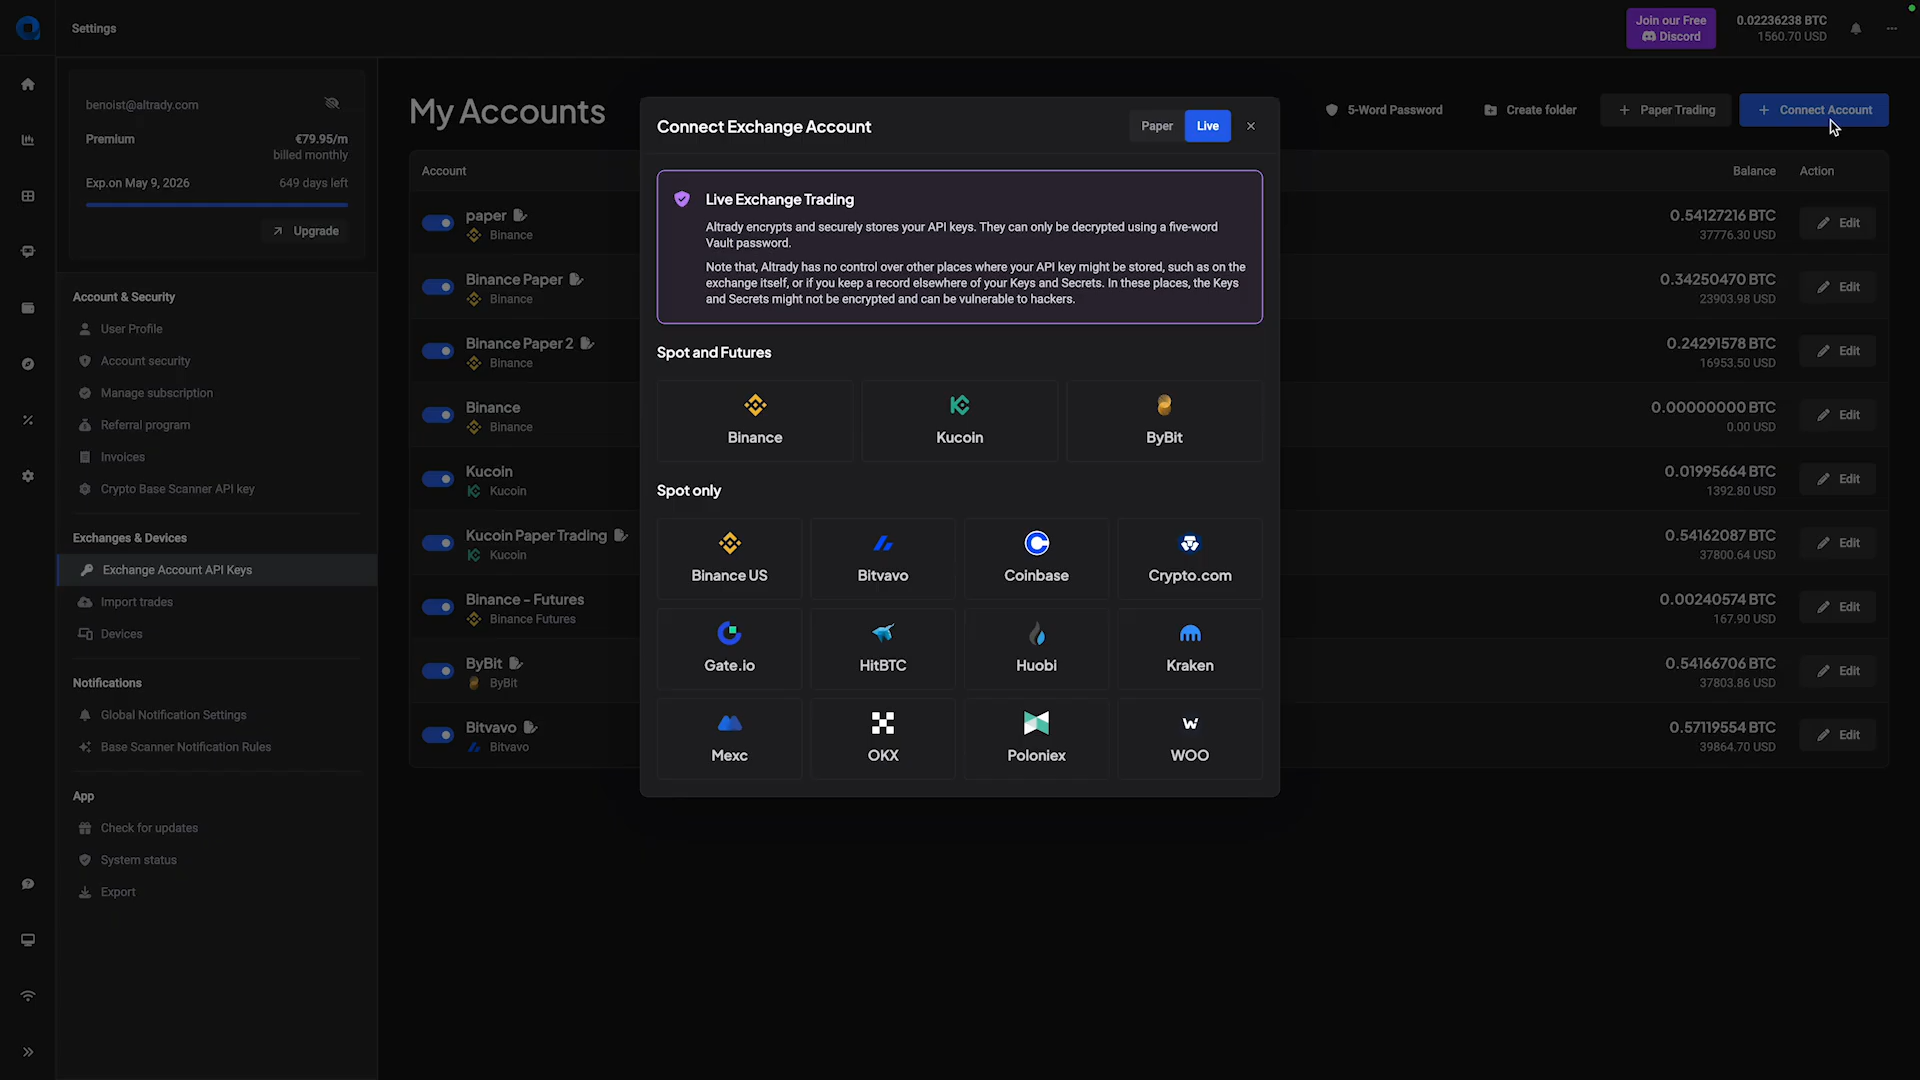 Settings
Join our Free
Discord
0.02236238 BTC
1560.70 USD
benoist@altrady.com
Premium
€79.95/m
billed monthly
Exp.on May 9, 2026
649 days left
Upgrade
Account & Security
User Profile
Account security
Manage subscription
Referral program
Invoices
Crypto Base Scanner API key
Exchanges & Devices
Exchange Account API Keys
Import trades
Devices
Notifications
Global Notification Settings
Base Scanner Notification Rules
App
Check for updates
System status
Export
My Accounts
5-Word Password
Create folder
Paper Trading
Connect Account
Account
Balance
Action
paper
Binance
0.54127216 BTC
37776.30 USD
Edit
Binance Paper
Binance
0.34250470 BTC
23903.98 USD
Edit
Binance Paper 2
Binance
0.24291578 BTC
16953.50 USD
Edit
Binance
Binance
0.00000000 BTC
0.00 USD
Edit
Kucoin
Kucoin
0.01995664 BTC
1392.80 USD
Edit
Kucoin Paper Trading
Kucoin
0.54162087 BTC
37800.64 USD
Edit
Binance – Futures
Binance Futures
0.00240574 BTC
167.90 USD
Edit
ByBit
ByBit
0.54166706 BTC
37803.86 USD
Edit
Bitvavo
Bitvavo
0.57119554 BTC
39864.70 USD
Edit
Connect Exchange Account
Paper
Live
Live Exchange Trading
Altrady encrypts and securely stores your API keys. They can only be decrypted using a five-word
Vault password.
Note that, Altrady has no control over other places where your API key might be stored, such as on the
exchange itself, or if you keep a record elsewhere of your Keys and Secrets. In these places, the Keys
and Secrets might not be encrypted and can be vulnerable to hackers.
Spot and Futures
Binance
Kucoin
ByBit
Spot only
Binance US
Bitvavo
Coinbase
Crypto.com
Gate.io
HitBTC
Huobi
Kraken
Mexc
OKX
Poloniex
WOO